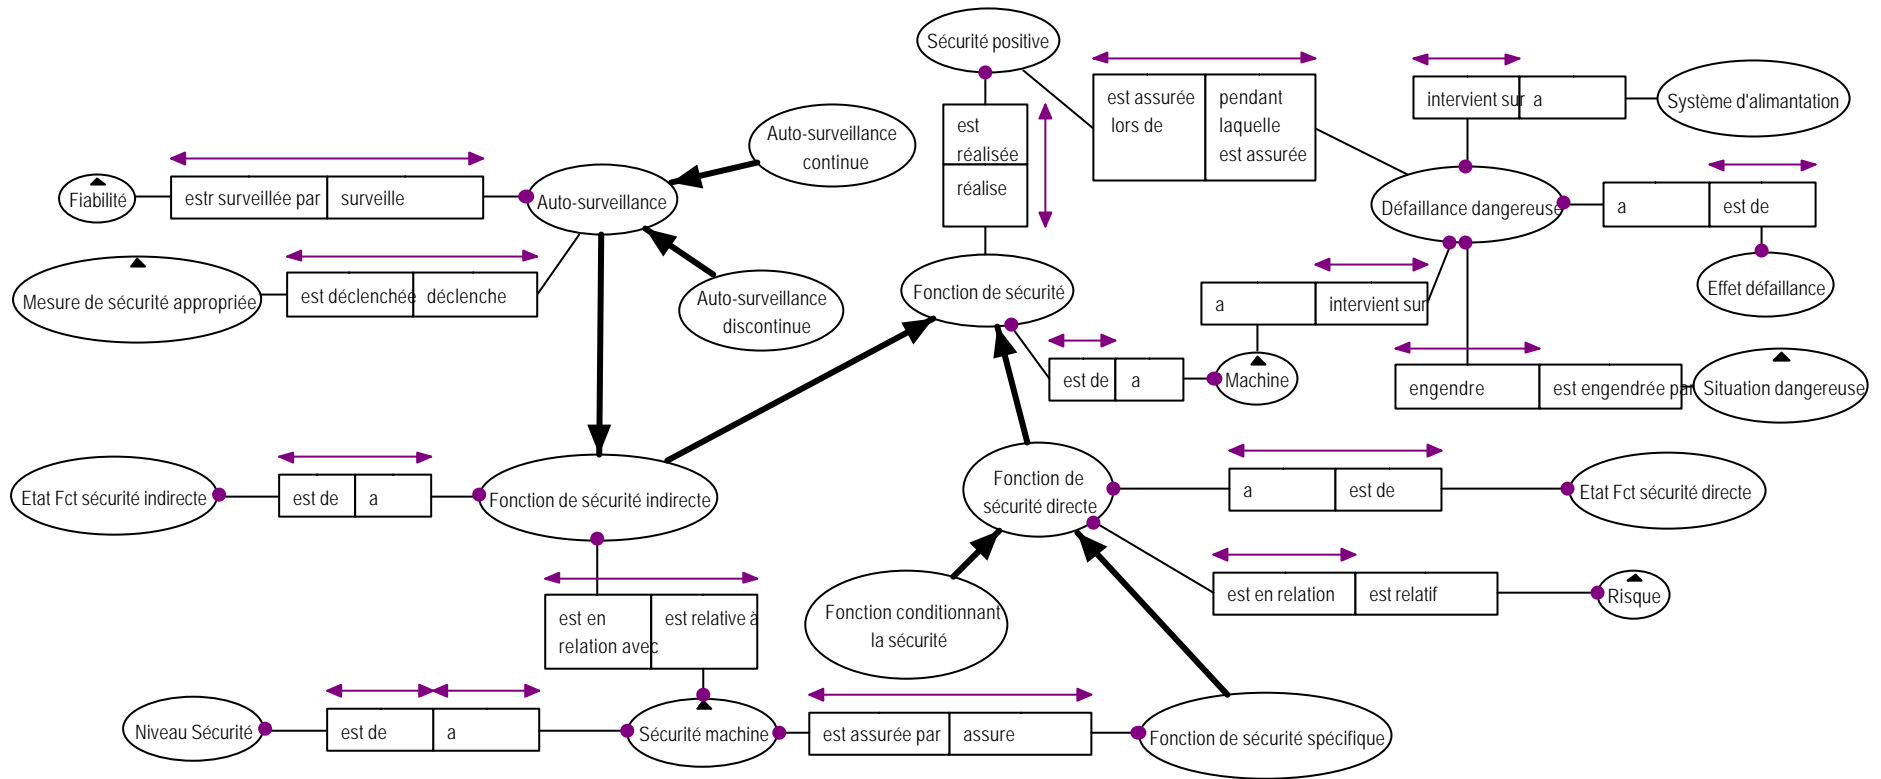 Sécurité positive
est assurée
lors de
pendant
laquelle
est assurée
intervient sur
a
Système d'alimantation
est
réalisée
réalise
Auto-surveillance
continue
Fiabilité
estr surveillée par
surveille
Auto-surveillance
Défaillance dangereuse
a
est de
Mesure de sécurité appropriée
est déclenchée
déclenche
Auto-surveillance
discontinue
Fonction de sécurité
a
intervient sur
Effet défaillance
est de
a
Machine
engendre
est engendrée par
Situation dangereuse
Etat Fct sécurité indirecte
est de
a
Fonction de sécurité indirecte
Fonction de
sécurité directe
a
est de
Etat Fct sécurité directe
est en relation
est relatif
Risque
est en
relation avec
est relative à
Fonction conditionnant
la sécurité
Niveau Sécurité
est de
a
Sécurité machine
est assurée par
assure
Fonction de sécurité spécifique